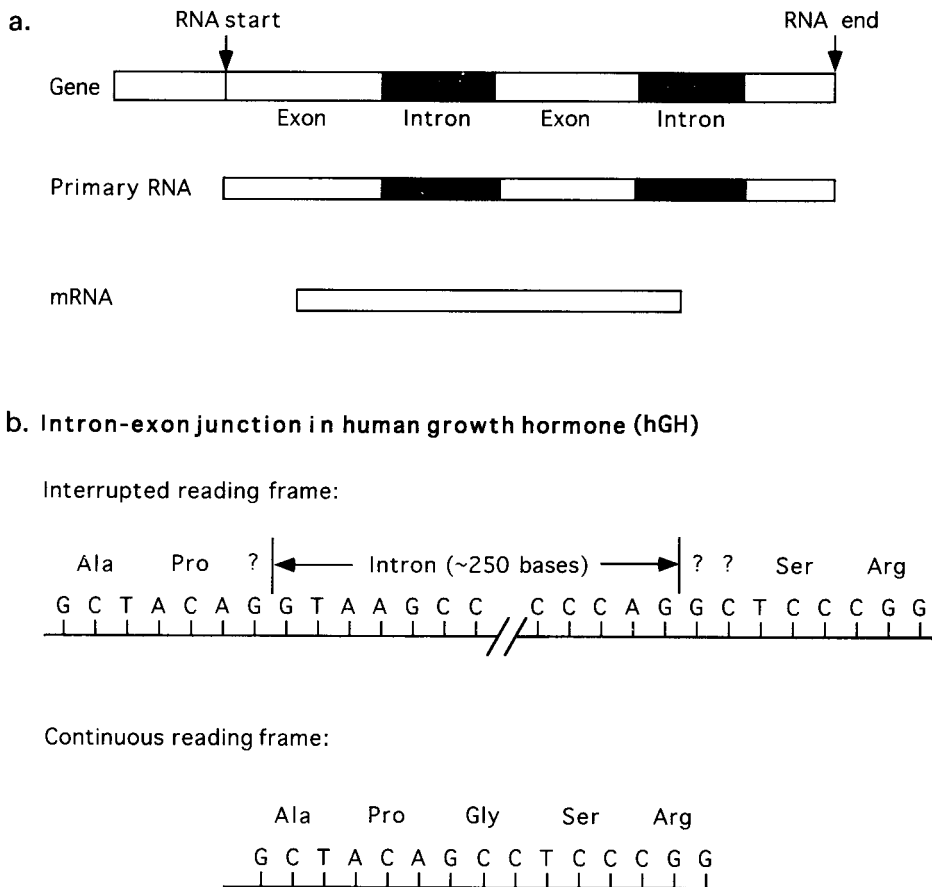 a.
RNA start
RNA end
Gene
Exon Intron Exon Intron
Primary RNA
mRNA
b. Intron-exon junction in human growth hormone (hGH)
Interrupted reading frame:
Ala Pro ? Intron (~250 bases) ? ? Ser Arg
G C T A C A G G T A A G C C C C C A G G C T C C C G G
Continuous reading frame:
Ala Pro Gly Ser Arg
G C T A C A G C C T C C C G G